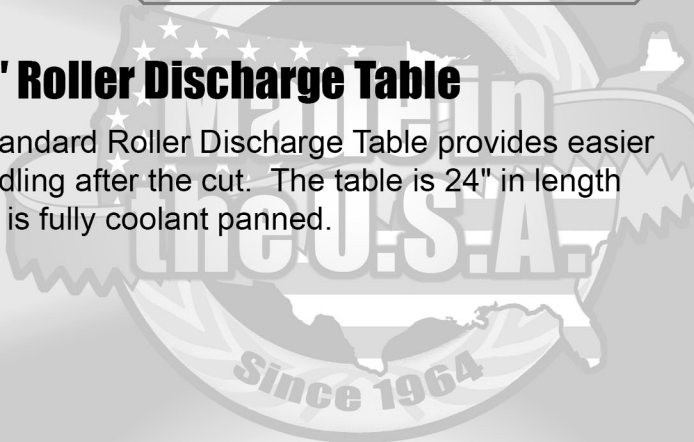 " Roller Discharge Table
andard Roller Discharge Table provides easier
dling after the cut. The table is 24" in length
is fully coolant panned.
Made in
the U.S.A.
Since 1964